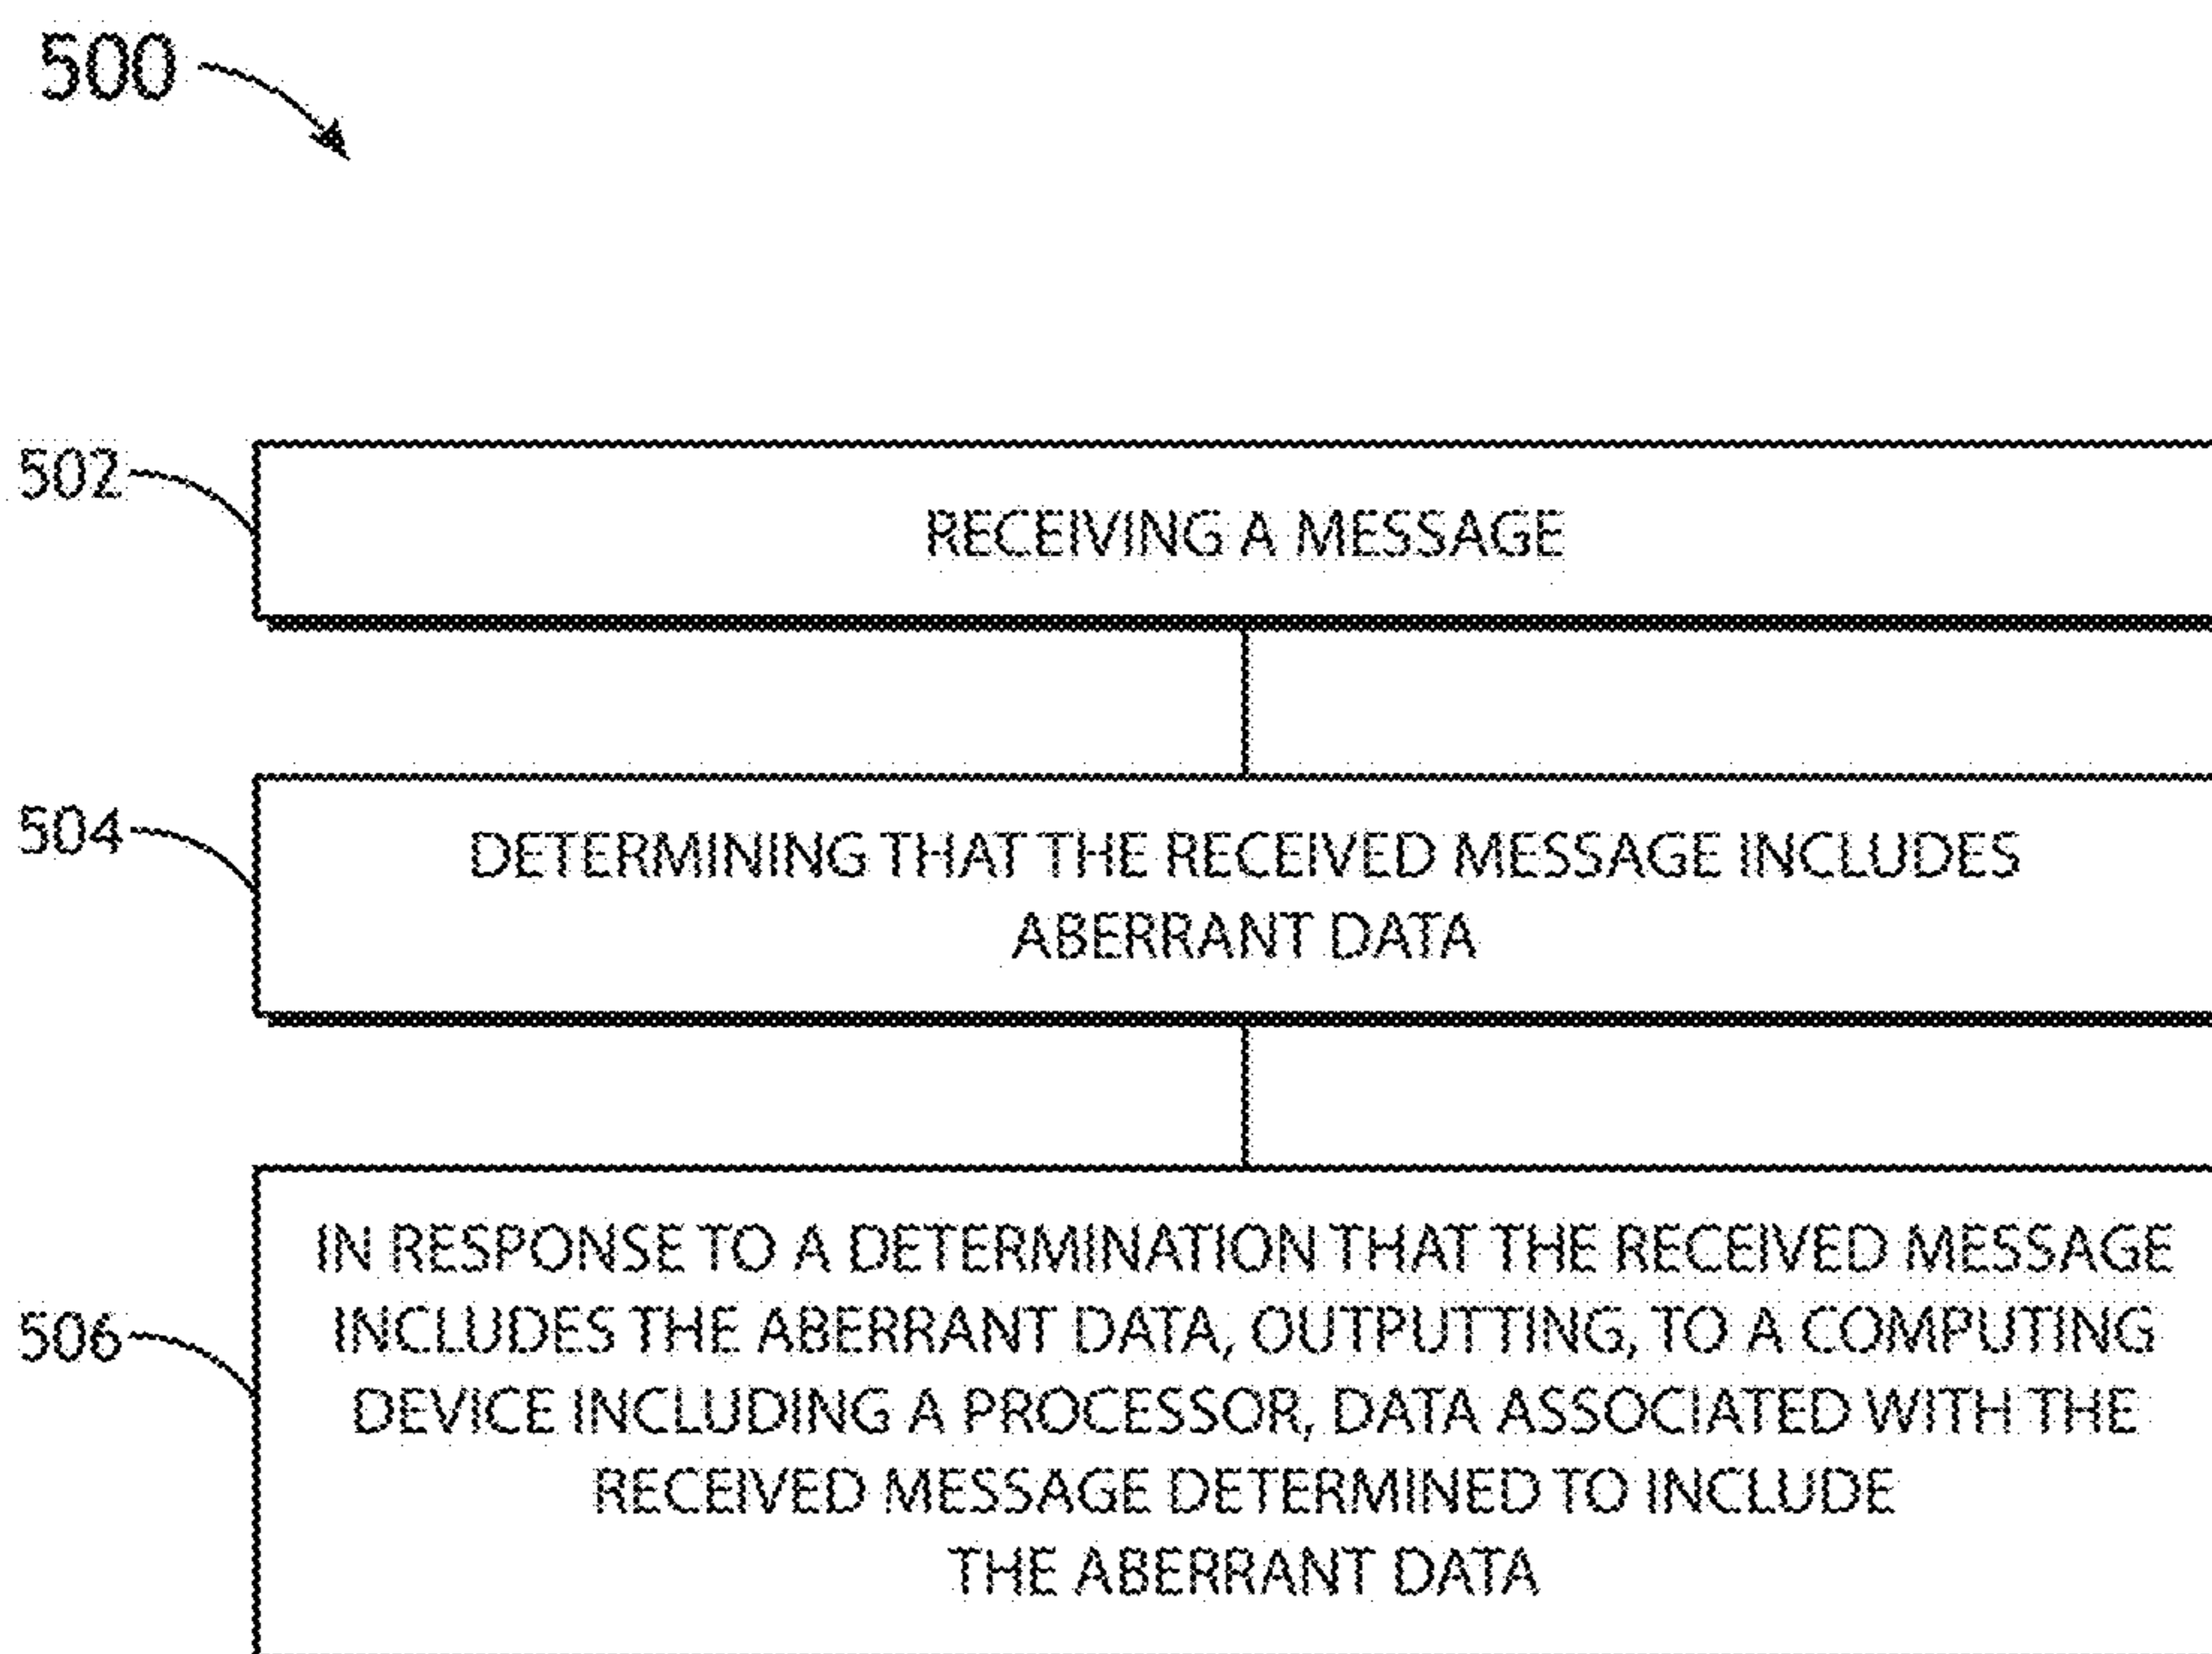 500
502
RECEIVING A MESSAGE
504
DETERMINING THAT THE RECEIVED MESSAGE INCLUDES
ABERRANT DATA
506
IN RESPONSE TO A DETERMINATION THAT THE RECEIVED MESSAGE
INCLUDES THE ABERRANT DATA, OUTPUTTING, TO A COMPUTING
DEVICE INCLUDING A PROCESSOR, DATA ASSOCIATED WITH THE
RECEIVED MESSAGE DETERMINED TO INCLUDE
THE ABERRANT DATA